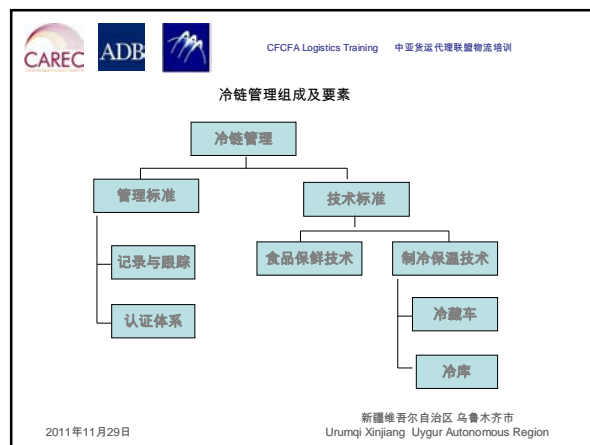 CAREC
ADB
CFCFA Logistics Training 中亚货运代理联盟物流培训
冷链管理组成及要素
冷链管理
管理标准
技术标准
记录与跟踪
食品保鲜技术
制冷保温技术
认证体系
冷藏车
冷库
2011年11月29日
新疆维吾尔自治区 乌鲁木齐市
Urumqi Xinjiang Uygur Autonomous Region